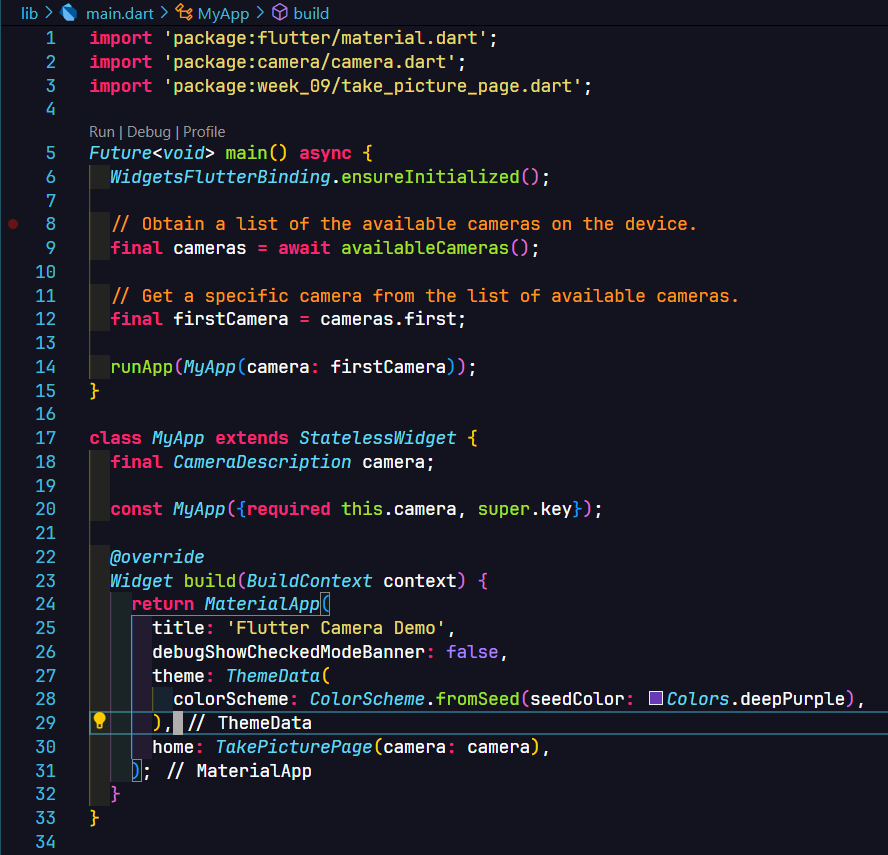 lib > main.dart > MyApp > build
1 import 'package:flutter/material.dart';
2 import 'package:camera/camera.dart';
3 import 'package:week_09/take_picture_page.dart';
4
Run | Debug | Profile
5 Future<void> main() async {
6   WidgetsFlutterBinding.ensureInitialized();
7
8   // Obtain a list of the available cameras on the device.
9   final cameras = await availableCameras();
10
11   // Get a specific camera from the list of available cameras.
12   final firstCamera = cameras.first;
13
14   runApp(MyApp(camera: firstCamera));
15 }
16
17 class MyApp extends StatelessWidget {
18   final CameraDescription camera;
19
20   const MyApp({required this.camera, super.key});
21
22   @override
23   Widget build(BuildContext context) {
24     return MaterialApp(
25       title: 'Flutter Camera Demo',
26       debugShowCheckedModeBanner: false,
27       theme: ThemeData(
28         colorScheme: ColorScheme.fromSeed(seedColor: Colors.deepPurple),
29       ), // ThemeData
30       home: TakePicturePage(camera: camera),
31     ); // MaterialApp
32   }
33 }
34